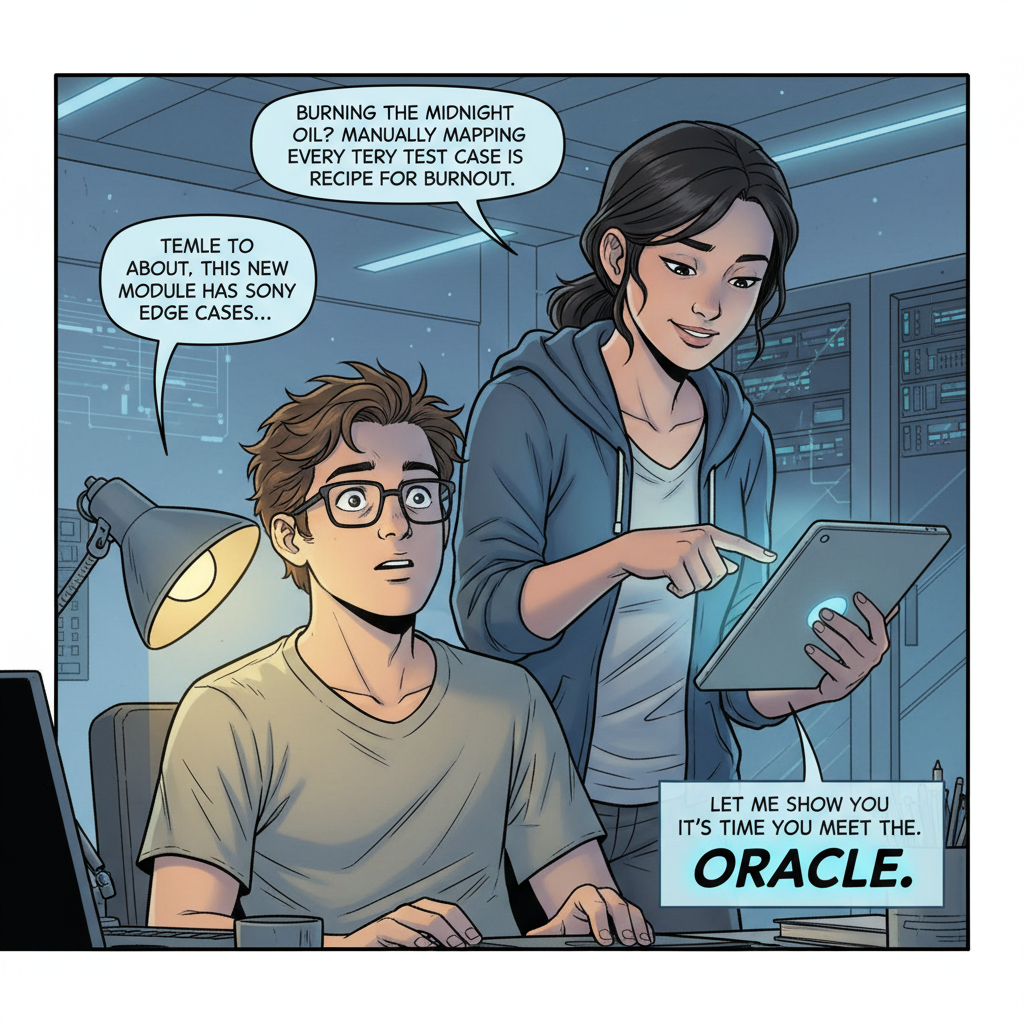 BURNING THE MIDNIGHT
OIL? MANUALLY MAPPING
EVERY TERY TEST CASE IS
RECIPE FOR BURNOUT.
TEMLE TO
ABOUT, THIS NEW
MODULE HAS SONY
EDGE CASES...
LET ME SHOW YOU
IT'S TIME YOU MEET THE.
ORACLE.